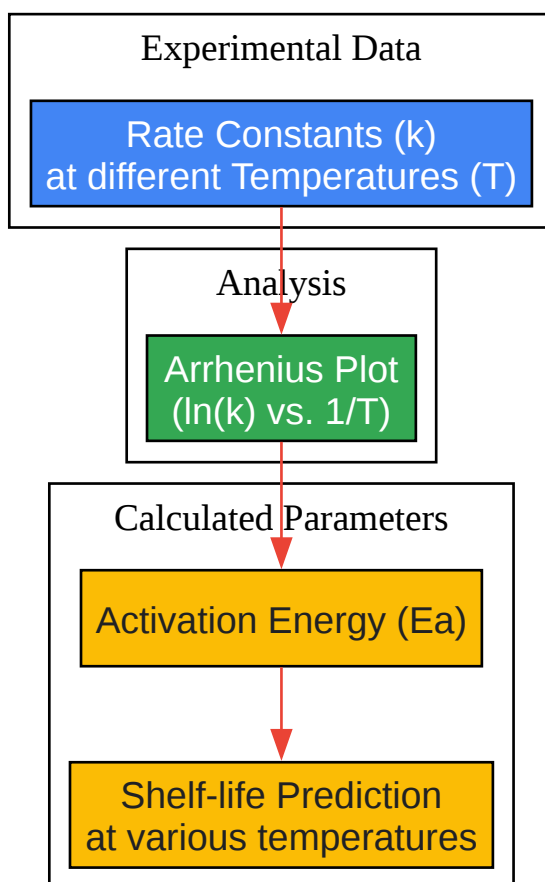 Experimental Data
Rate Constants (k)
at different Temperatures (T)
Analysis
Arrhenius Plot
(ln(k) vs. 1/T)
Calculated Parameters
Activation Energy (Ea)
Shelf-life Prediction
at various temperatures